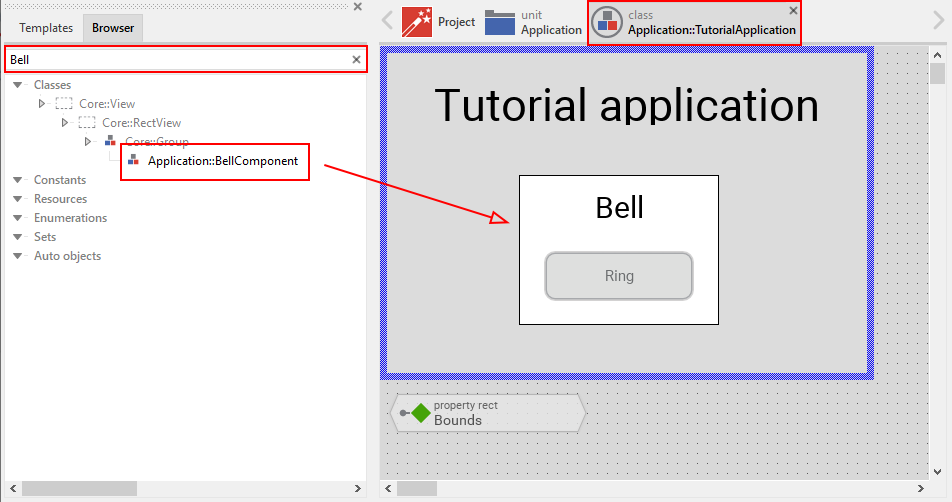 Templates
Browser
Bell
Classes
Core::View
Core::RectView
Core::Group
Application::BellComponent
Constants
Resources
Enumerations
Sets
Auto objects
Project
unit
Application
class
Application::TutorialApplication
Tutorial application
Bell
Ring
property rect
Bounds